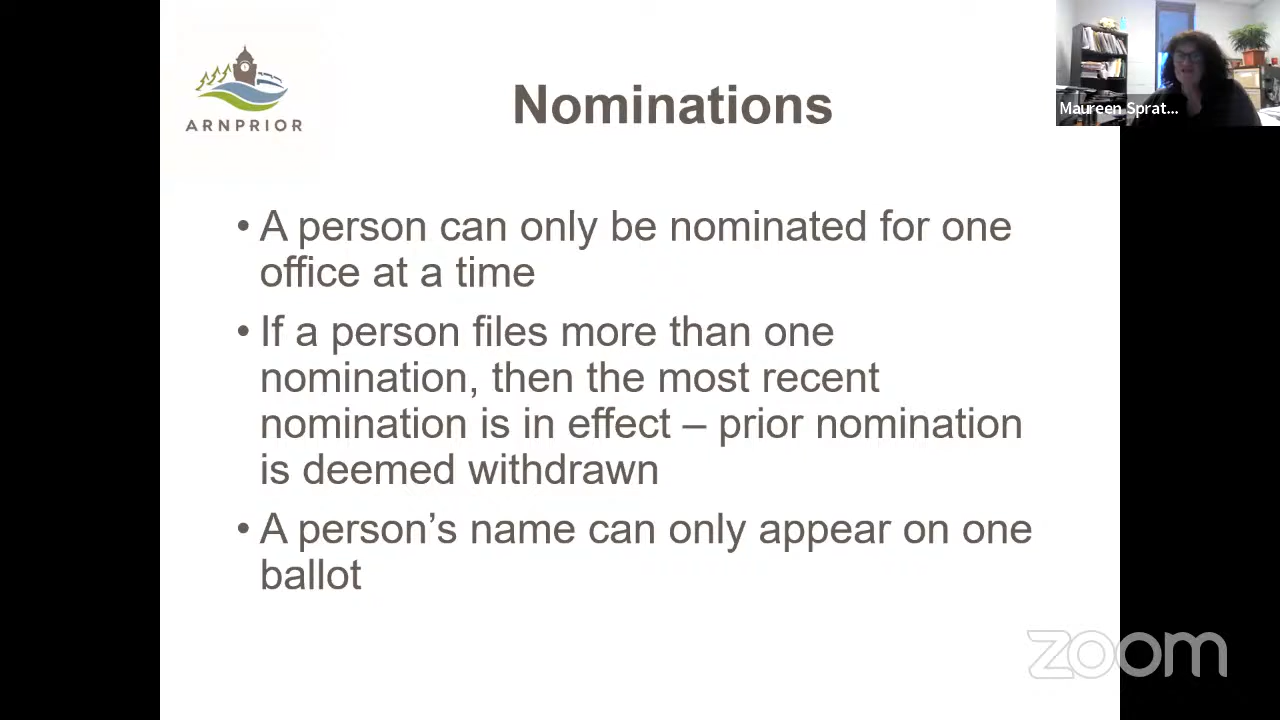 ARNPRIOR
Nominations
Maureen Sprat...
• A person can only be nominated for one
office at a time
• If a person files more than one
nomination, then the most recent
nomination is in effect – prior nomination
is deemed withdrawn
• A person’s name can only appear on one
ballot
zoom